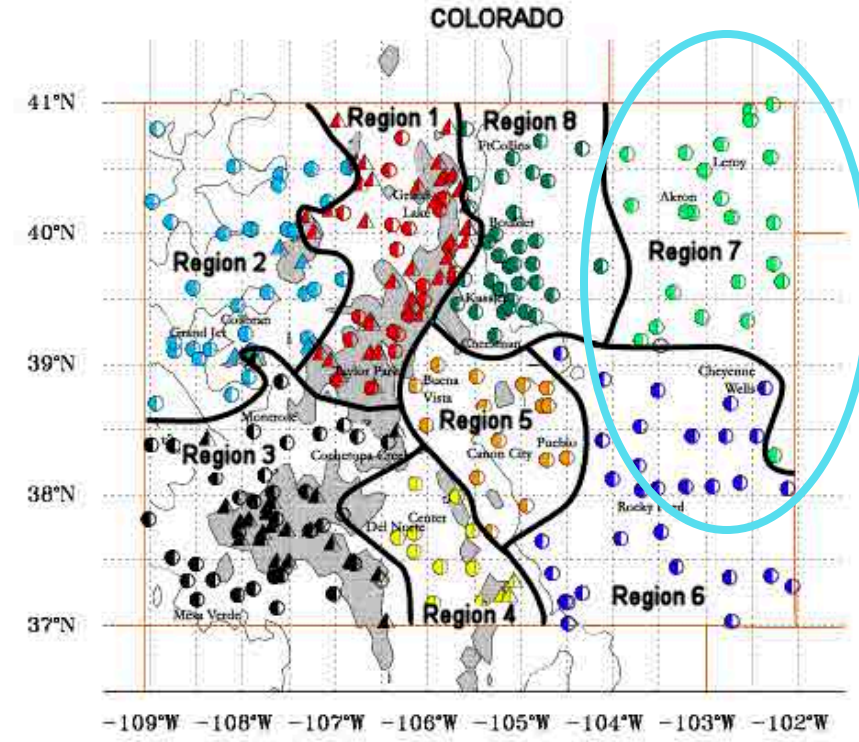 COLORADO
41°N
40°N
39°N
38°N
37°N
Region 1
Region 8
FtCollins
Leroy
Akron
Grand
Lake
Boulder
Region 7
Region 2
Kassler
Collbran
Grand Jct
Cheesman
Taylor Park
Buena
Vista
Cheyenne
Wells
Montrose
Region 5
Region 3
Cochetopa Creek
Canon City
Pueblo
Rocky Ford
Del Norte
Center
Region 6
Region 4
Mesa Verde
-109°W -108°W -107°W -106°W -105°W -104°W -103°W -102°W